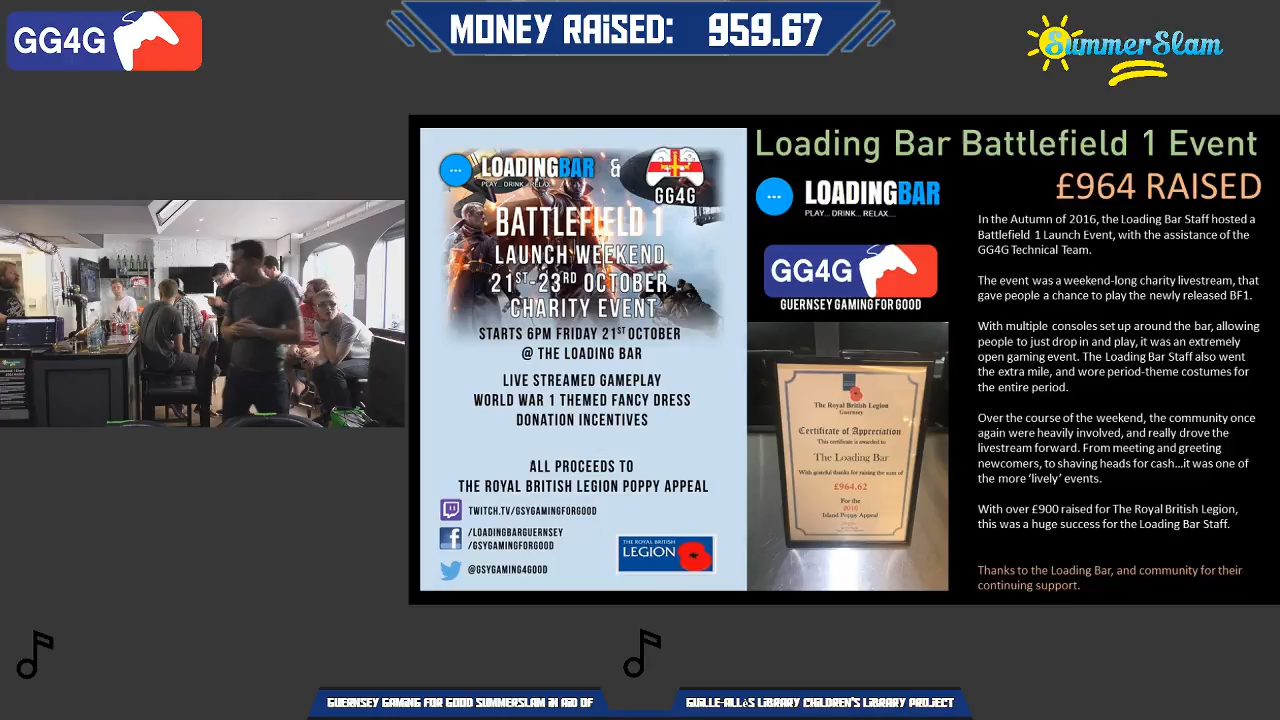 GG4G
MONEY RAISED: 959.67
SummerSlam
LOADINGBAR
PLAY... DRINK... RELAX...
&
GG4G
BATTLEFIELD 1
LAUNCH WEEKEND
21ST-23RD OCTOBER
CHARITY EVENT
STARTS 6PM FRIDAY 21ST OCTOBER
@ THE LOADING BAR
LIVE STREAMED GAMEPLAY
WORLD WAR 1 THEMED FANCY DRESS
DONATION INCENTIVES
ALL PROCEEDS TO
THE ROYAL BRITISH LEGION POPPY APPEAL
TWITCH.TV/GSYGAMINGFORGOOD
/LOADINGBARGUERNSEY
/GSYGAMINGFORGOOD
@GSYGAMING4GOOD
THE ROYAL BRITISH
LEGION
Loading Bar Battlefield 1 Event
£964 RAISED
LOADINGBAR
PLAY... DRINK... RELAX....
GG4G
GUERNSEY GAMING FOR GOOD
The Royal British Legion
Guernsey
Certificate of Appreciation
This certificate is awarded to
The Loading Bar
With grateful thanks for raising the sum of
£964.62
For the
2016
Island Poppy Appeal
In the Autumn of 2016, the Loading Bar Staff hosted a
Battlefield 1 Launch Event, with the assistance of the
GG4G Technical Team.
The event was a weekend-long charity livestream, that
gave people a chance to play the newly released BF1.
With multiple consoles set up around the bar, allowing
people to just drop in and play, it was an extremely
open gaming event. The Loading Bar Staff also went
the extra mile, and wore period-theme costumes for
the entire period.
Over the course of the weekend, the community once
again were heavily involved, and really drove the
livestream forward. From meeting and greeting
newcomers, to shaving heads for cash...it was one of
the more 'lively' events.
With over £900 raised for The Royal British Legion,
this was a huge success for the Loading Bar Staff.
Thanks to the Loading Bar, and community for their
continuing support.
GUERNSEY GAMING FOR GOOD SUMMERSLAM IN AID OF
GUILLE-ALLèS LIBRARY CHILDREN'S LIBRARY PROJECT